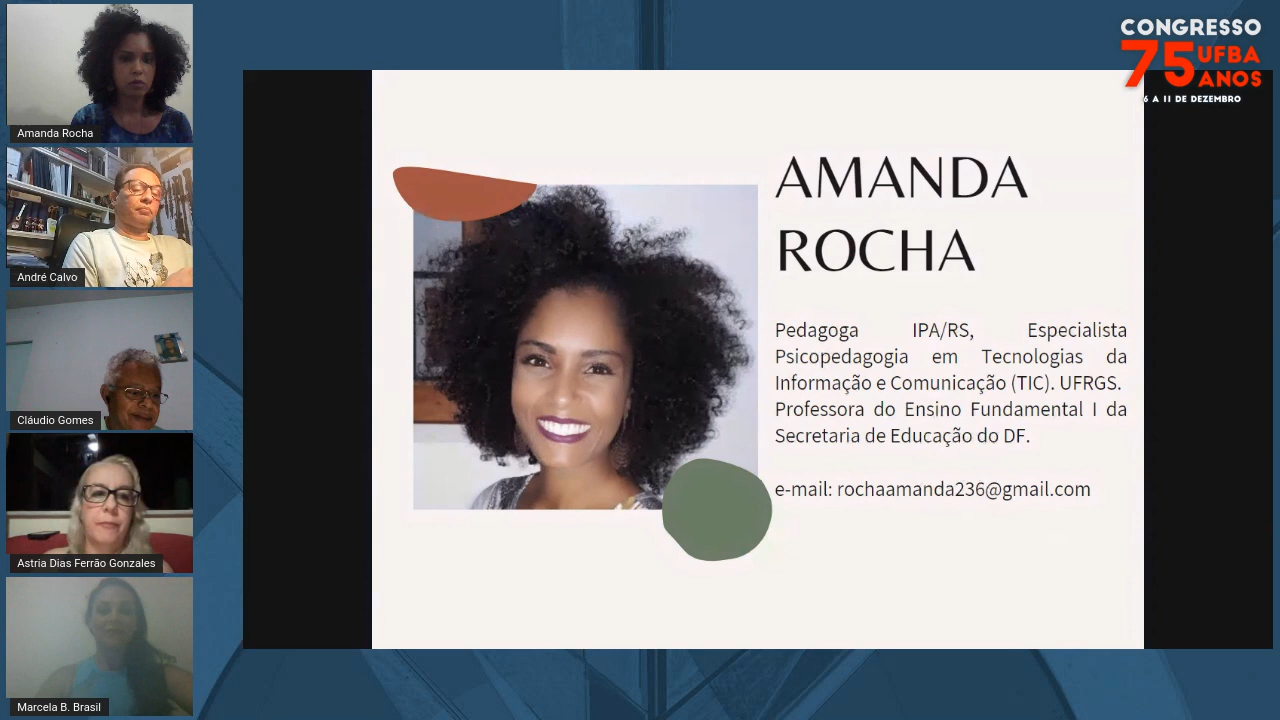 Amanda Rocha
André Calvo
Cláudio Gomes
Astria Dias Ferrão Gonzales
Marcela B. Brasil
CONGRESSO
75 UFBA
ANOS
6 A 11 DE DEZEMBRO
AMANDA
ROCHA
Pedagoga IPA/RS, Especialista
Psicopedagogia em Tecnologias da
Informação e Comunicação (TIC). UFRGS.
Professora do Ensino Fundamental I da
Secretaria de Educação do DF.
e-mail: rochaamanda236@gmail.com